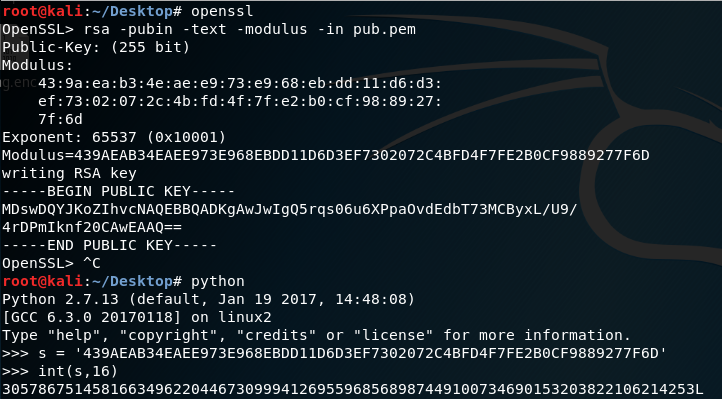 root@kali:~/Desktop# openssl
OpenSSL> rsa -pubin -text -modulus -in pub.pem
Public-Key: (255 bit)
Modulus:
g.enc
43:9a:ea:b3:4e:ae:e9:73:e9:68:eb:dd:11:d6:d3:
ef:73:02:07:2c:4b:fd:4f:7f:e2:b0:cf:98:89:27:
7f:6d
Exponent: 65537 (0x10001)
Modulus=439AEAB34EAEE973E968EBDD11D6D3EF7302072C4BFD4F7FE2B0CF9889277F6D
writing RSA key
-----BEGIN PUBLIC KEY-----
MDswDQYJKoZIhvcNAQEBBQADKgAwJwIgQ5rqs06u6XPpaOvdEdbT73MCByxL/U9/
4rDPmIknf20CAwEAAQ==
-----END PUBLIC KEY-----
OpenSSL> ^C
root@kali:~/Desktop# python
Python 2.7.13 (default, Jan 19 2017, 14:48:08)
[GCC 6.3.0 20170118] on linux2
Type "help", "copyright", "credits" or "license" for more information.
>>> s = '439AEAB34EAEE973E968EBDD11D6D3EF7302072C4BFD4F7FE2B0CF9889277F6D'
>>> int(s,16)
30578675145816634962204467309994126955968568987449100734690153203822106214253L